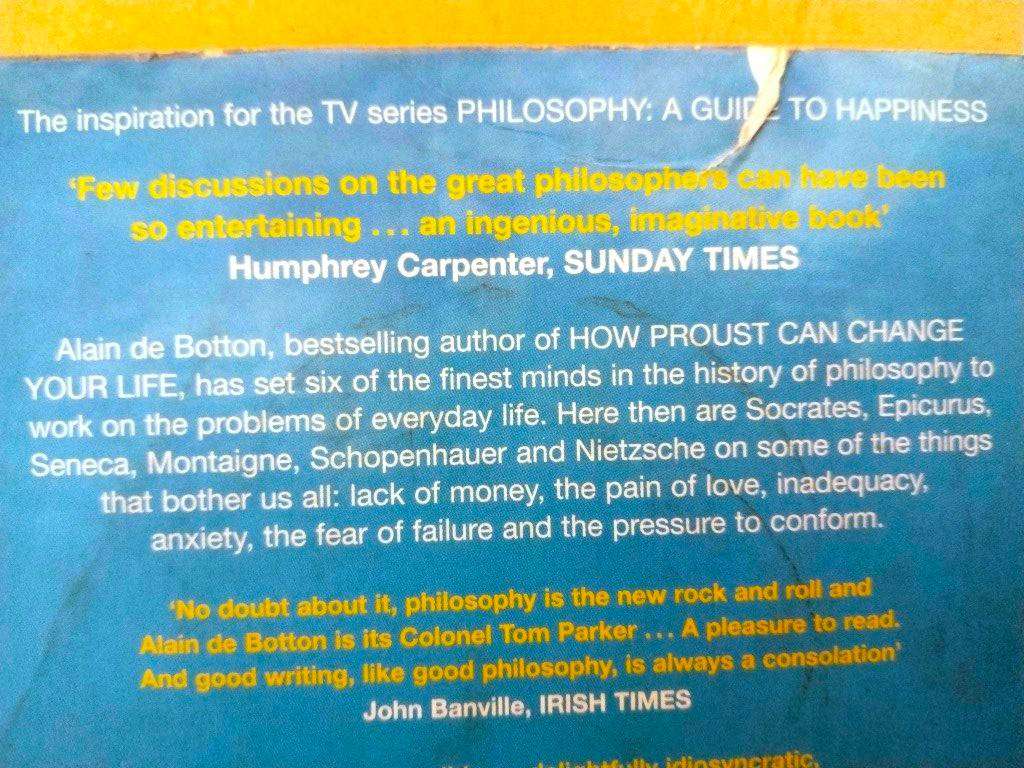 The inspiration for the TV series PHILOSOPHY: A GUIDE TO HAPPINESS
‘Few discussions on the great philosophers can have been
so entertaining ... an ingenious, imaginative book’
Humphrey Carpenter, SUNDAY TIMES
Alain de Botton, bestselling author of HOW PROUST CAN CHANGE
YOUR LIFE, has set six of the finest minds in the history of philosophy to
work on the problems of everyday life. Here then are Socrates, Epicurus,
Seneca, Montaigne, Schopenhauer and Nietzsche on some of the things
that bother us all: lack of money, the pain of love, inadequacy,
anxiety, the fear of failure and the pressure to conform.
‘No doubt about it, philosophy is the new rock and roll and
Alain de Botton is its Colonel Tom Parker ... A pleasure to read.
And good writing, like good philosophy, is always a consolation’
John Banville, IRISH TIMES
delightfully idiosyncratic,